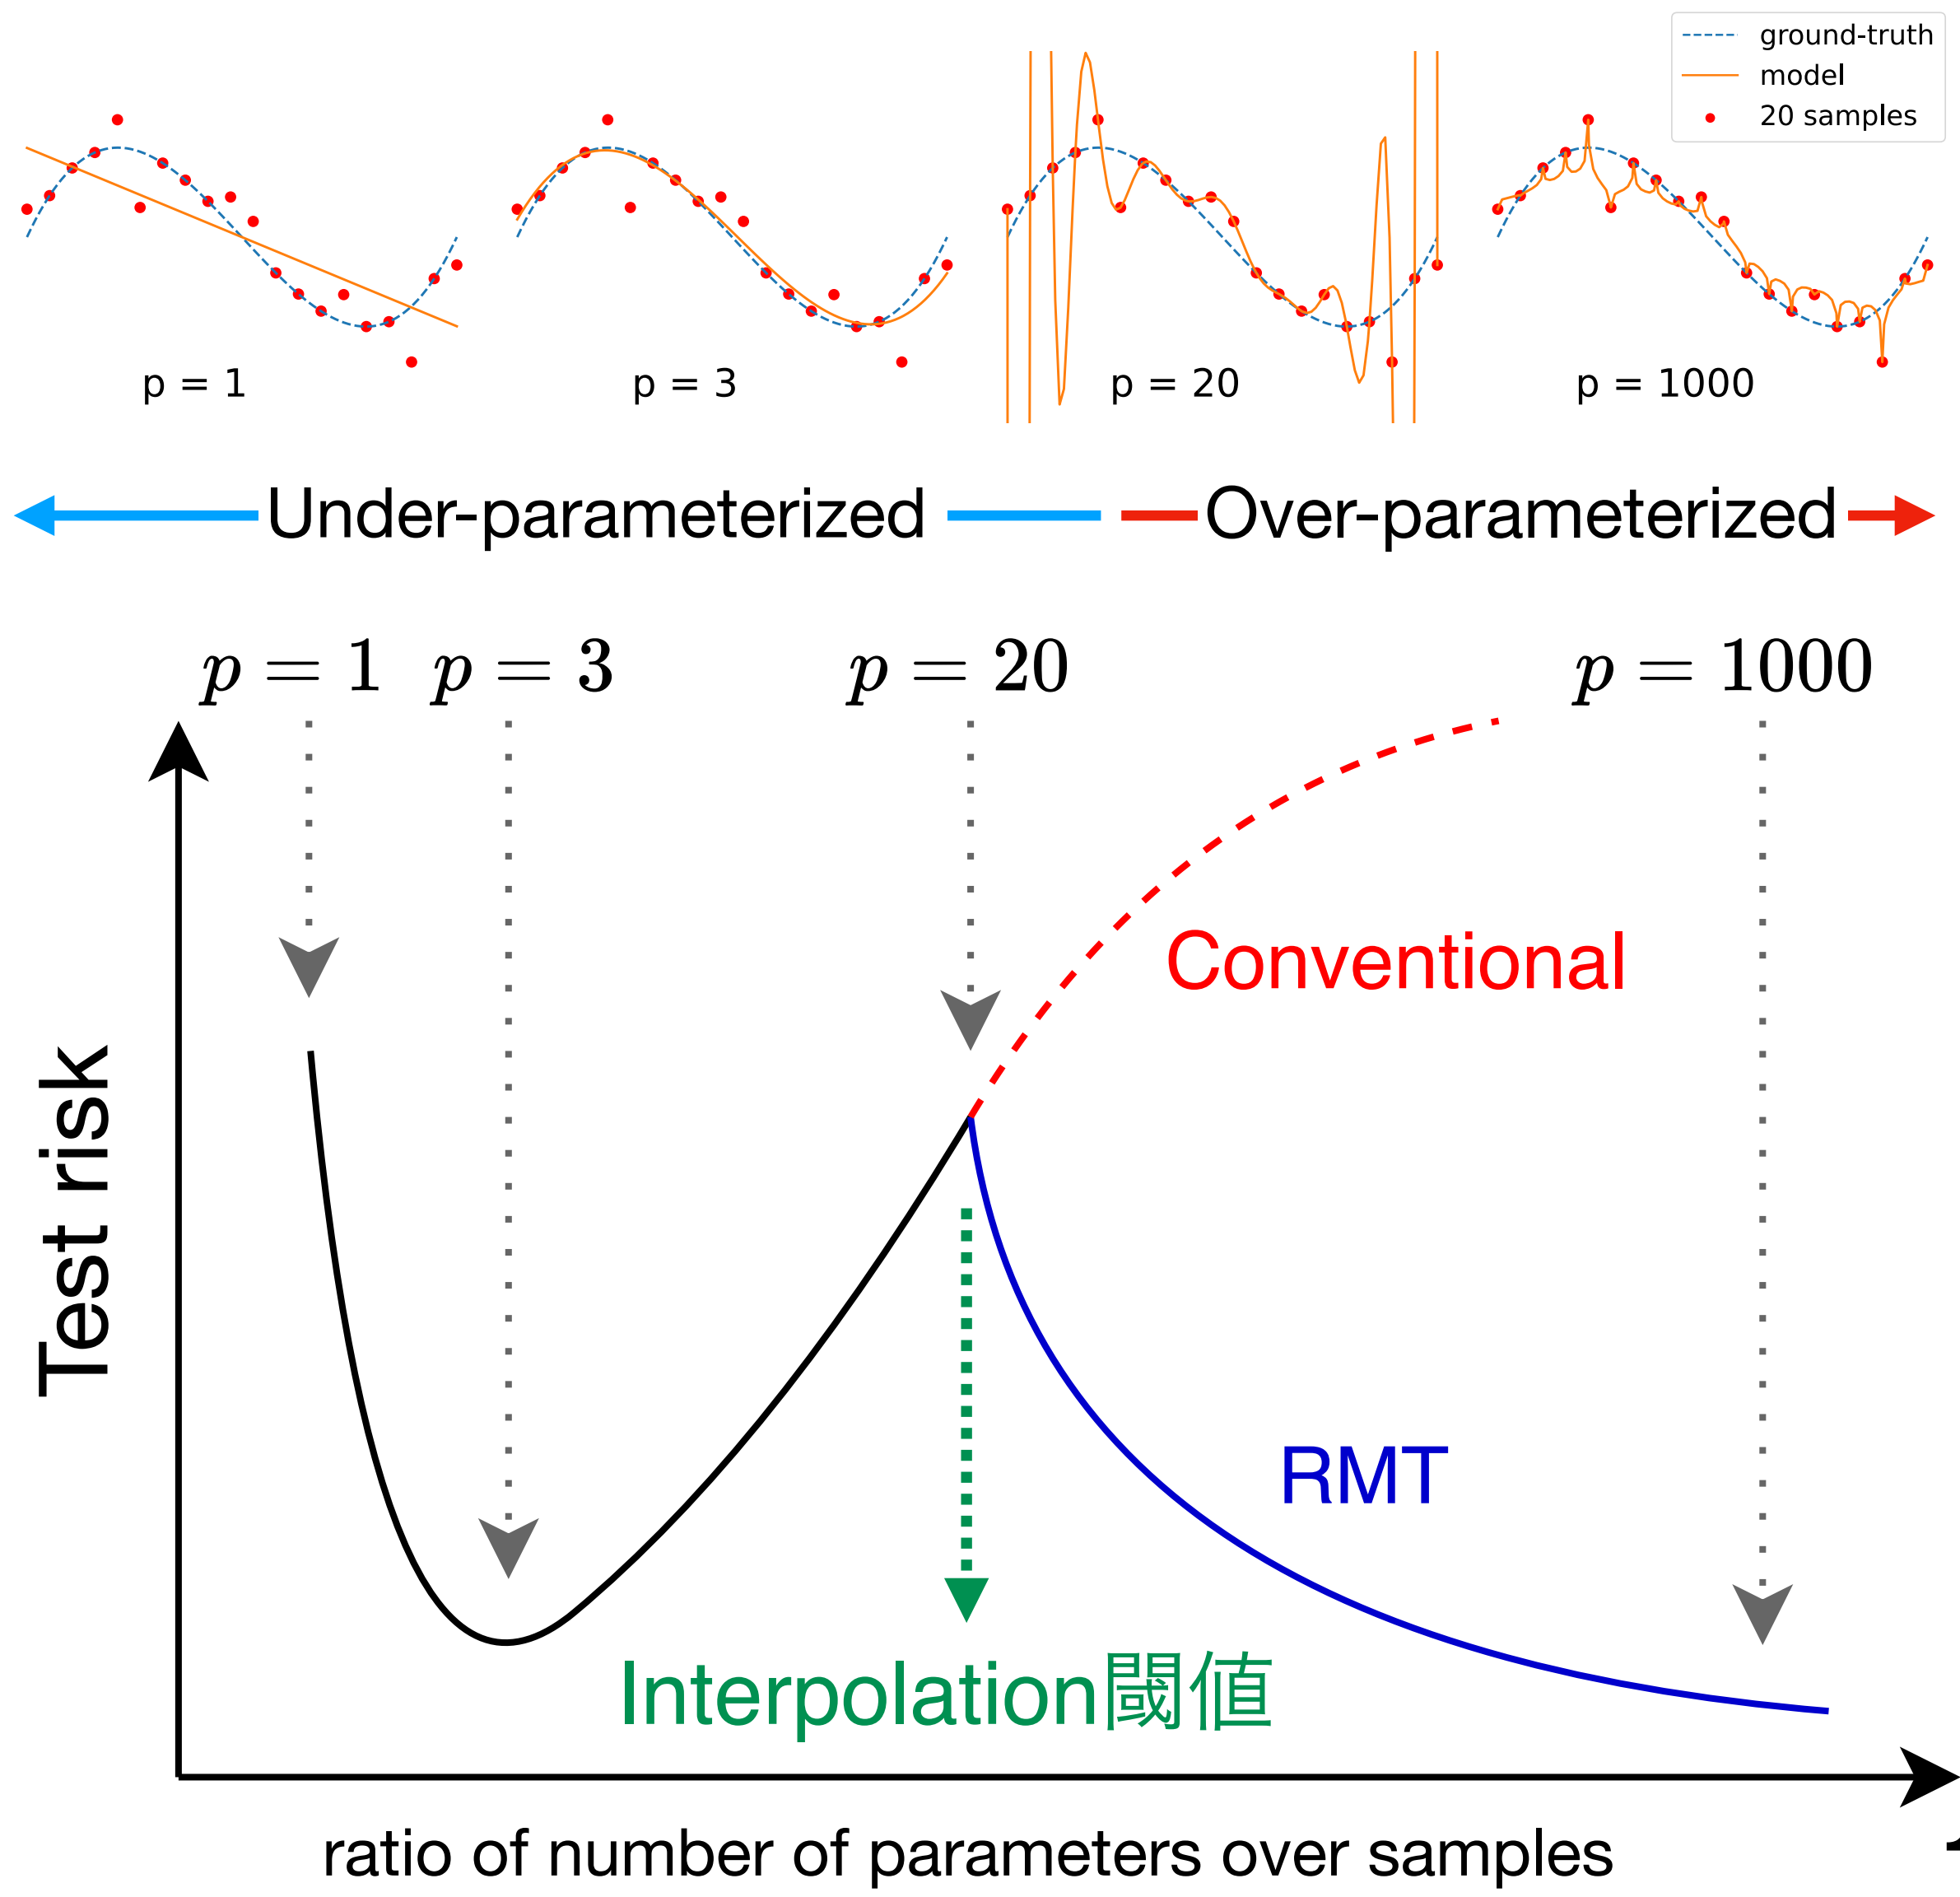 ground-truth
model
20 samples
p = 1
p = 3
p = 20
p = 1000
Under-parameterized
Over-parameterized
p = 1
p = 3
p = 20
p = 1000
Test risk
Conventional
RMT
Interpolation閾値
ratio of number of parameters over samples